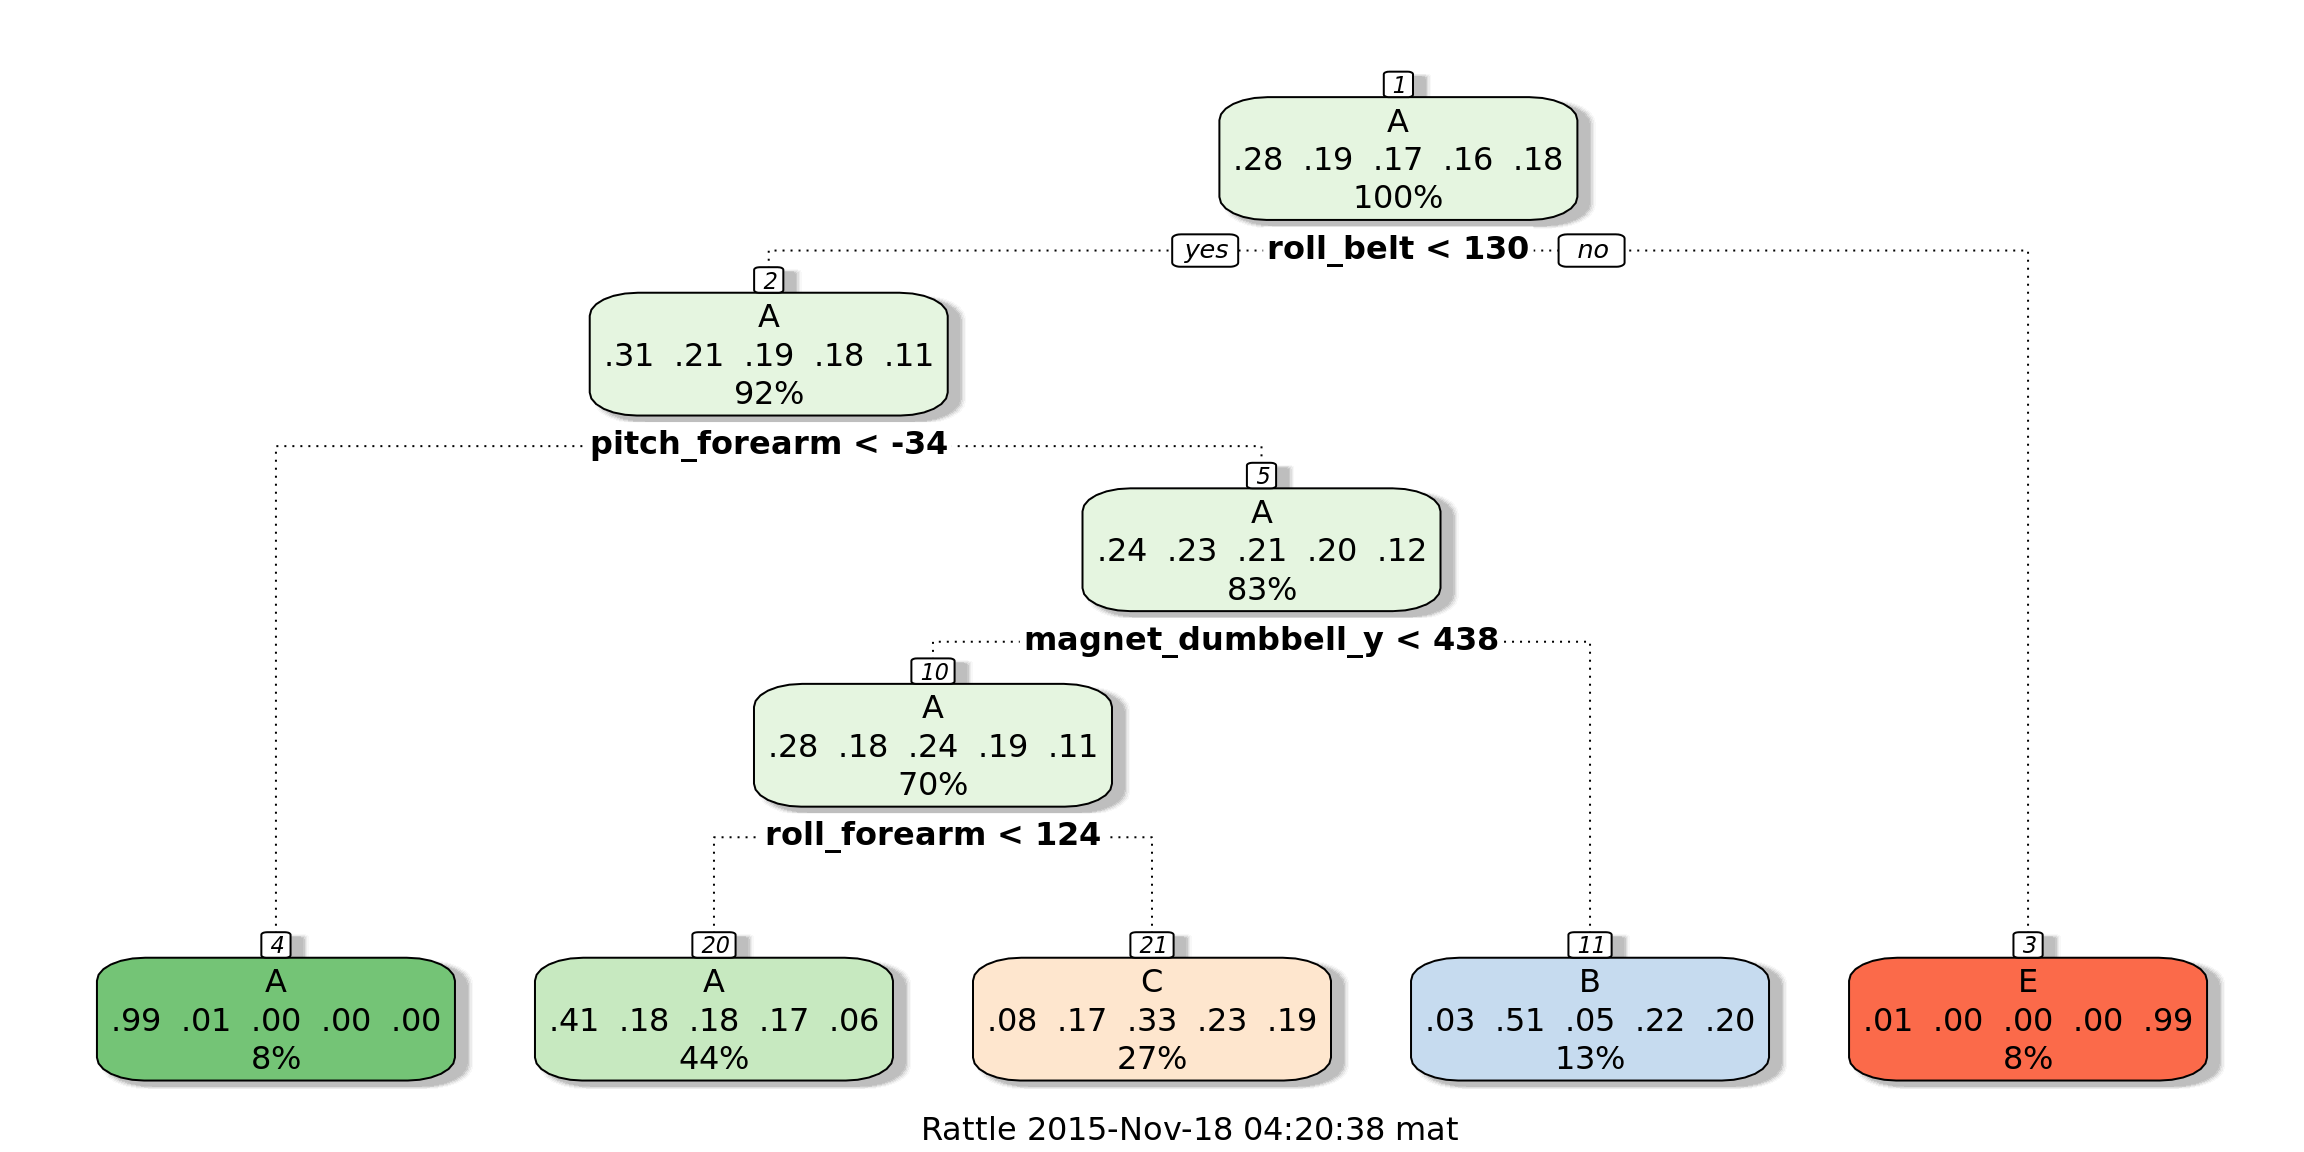 1
A
.28 .19 .17 .16 .18
100%
yes roll_belt < 130 no
2
A
.31 .21 .19 .18 .11
92%
pitch_forearm < -34
5
A
.24 .23 .21 .20 .12
83%
magnet_dumbbell_y < 438
10
A
.28 .18 .24 .19 .11
70%
roll_forearm < 124
4
A
.99 .01 .00 .00 .00
8%
20
A
.41 .18 .18 .17 .06
44%
21
C
.08 .17 .33 .23 .19
27%
11
B
.03 .51 .05 .22 .20
13%
3
E
.01 .00 .00 .00 .99
8%
Rattle 2015-Nov-18 04:20:38 mat